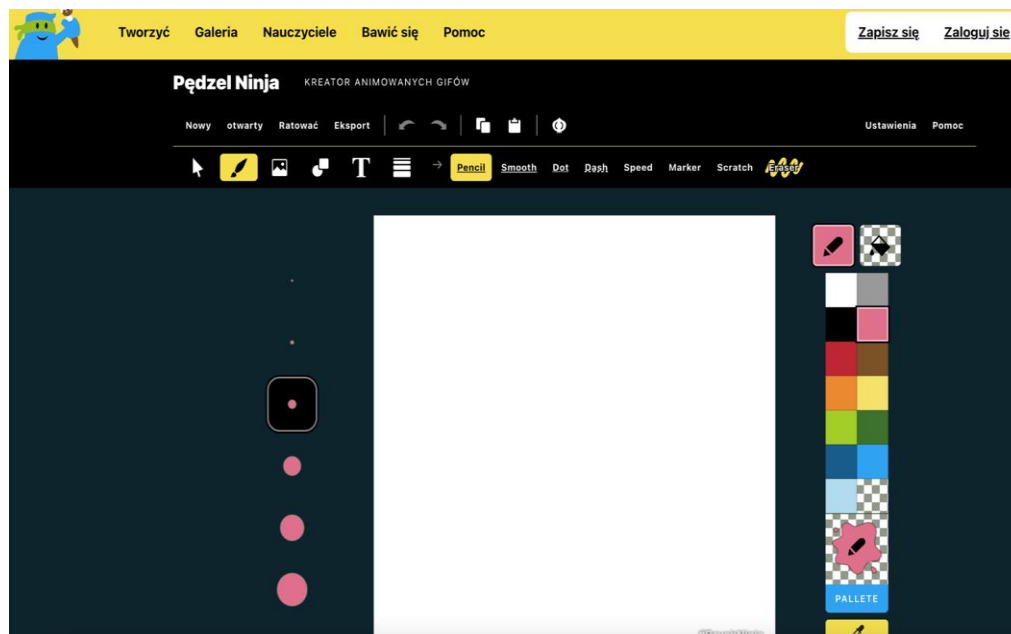 Tworzyć Galeria Nauczyciele Bawić się Pomoc Zapisz się Zaloguj sie
Pędzel Ninja KREATOR ANIMOWANYCH GIFÓW
Nowy otwarty Ratować Eksport Ustawienia Pomoc
T Pencil Smooth Dot Dash Speed Marker Scratch Eraser
PALLETE